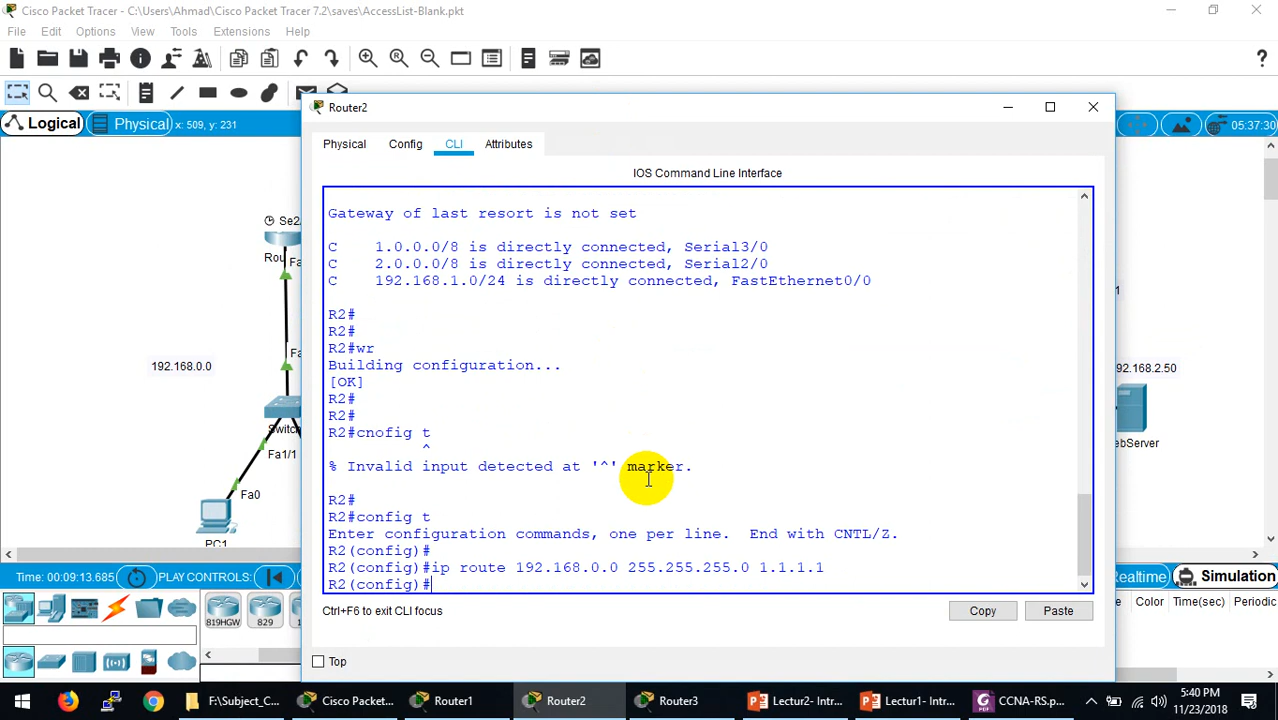 Cisco Packet Tracer - C:\Users\Ahmad\Cisco Packet Tracer 7.2\saves\AccessList-Blank.pkt
File Edit Options View Tools Extensions Help
Logical Physical x: 509, y: 231 05:37:30
Router2
Physical Config CLI Attributes
IOS Command Line Interface
Gateway of last resort is not set
C 1.0.0.0/8 is directly connected, Serial3/0
C 2.0.0.0/8 is directly connected, Serial2/0
C 192.168.1.0/24 is directly connected, FastEthernet0/0
R2#
R2#
R2#wr
Building configuration...
[OK]
R2#
R2#
R2#cnofig t
^
% Invalid input detected at '^' marker.
R2#
R2#config t
Enter configuration commands, one per line. End with CNTL/Z.
R2(config)#
R2(config)#ip route 192.168.0.0 255.255.255.0 1.1.1.1
R2(config)#
Ctrl+F6 to exit CLI focus
Copy Paste
Top
Se2/
Rou Fa
192.168.0.0
Fa
Switch
Fa1/1
Fa0
PC1
92.168.2.50
WebServer
Time: 00:09:13.685 PLAY CONTROLS:
Realtime Simulation
Color Time(sec) Periodic
819HGW 829
F:\Subject_C... Cisco Packet... Router1 Router2 Router3 Lectur2- Intr... Lectur1- Intr... CCNA-RS.p...
5:40 PM
11/23/2018